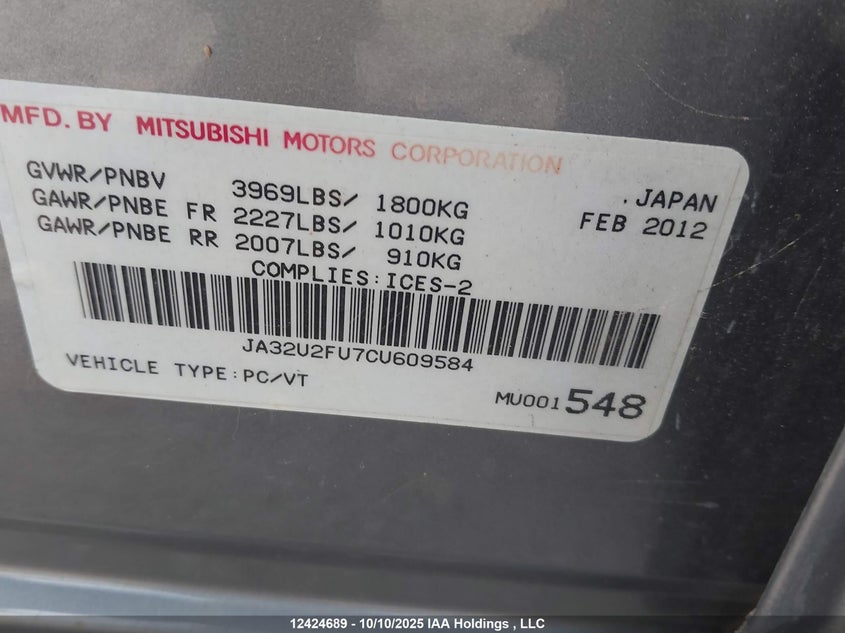 MFD. BY MITSUBISHI MOTORS CORPORATION
GVWR/PNBV 3969LBS/ 1800KG .JAPAN
GAWR/PNBE FR 2227LBS/ 1010KG FEB 2012
GAWR/PNBE RR 2007LBS/ 910KG
COMPLIES:ICES-2
JA32U2FU7CU609584
VEHICLE TYPE:PC/VT MU001548
12424689 - 10/10/2025 IAA Holdings , LLC